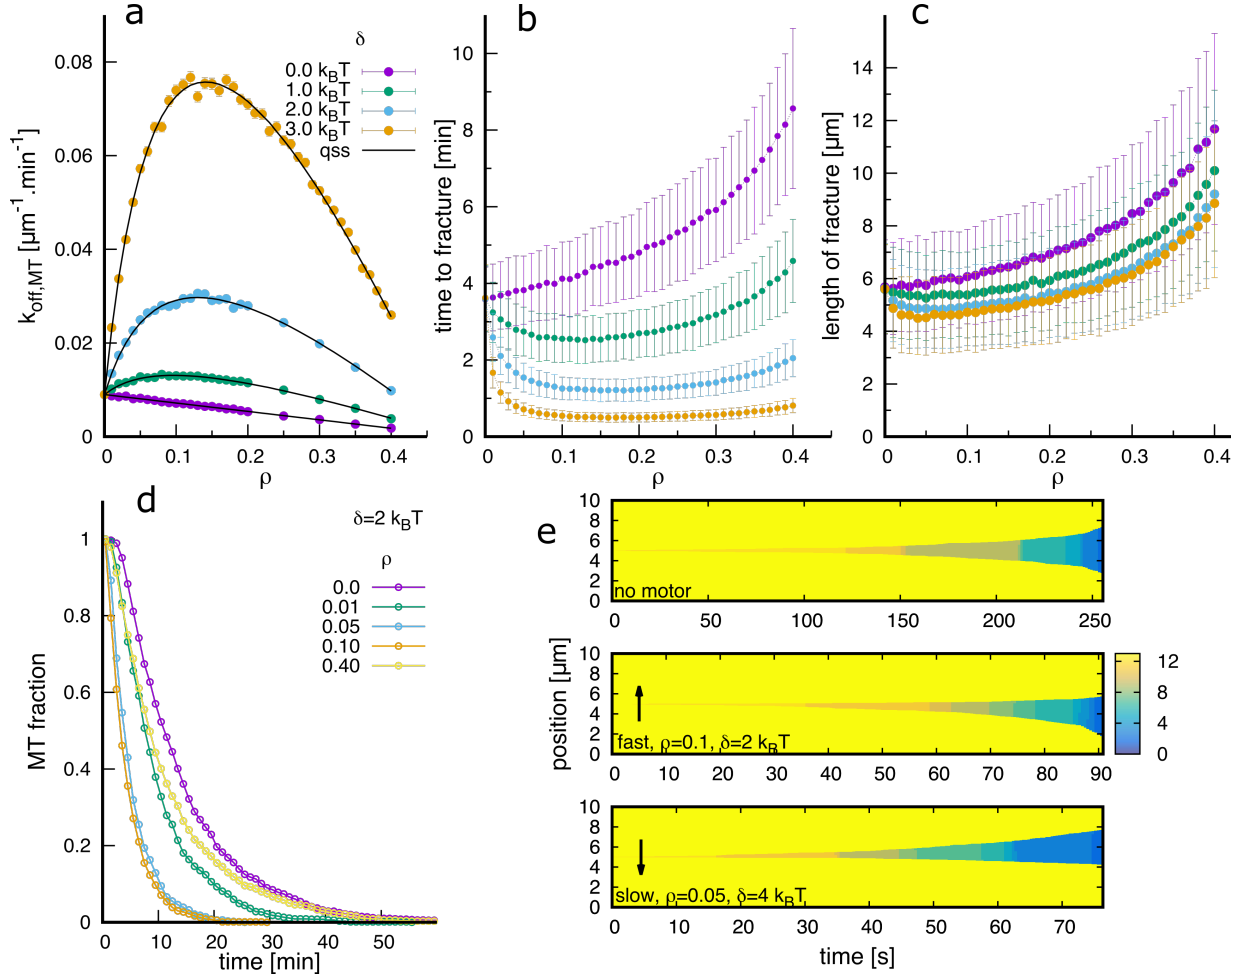 a
k_off,MT [μm⁻¹.min⁻¹]
0.08
0.06
0.04
0.02
0
0 0.1 0.2 0.3 0.4
ρ
δ
0.0 k_BT
1.0 k_BT
2.0 k_BT
3.0 k_BT
qss
b
time to fracture [min]
10
8
6
4
2
0
0 0.1 0.2 0.3 0.4
ρ
c
length of fracture [μm]
14
12
10
8
6
4
2
0
0 0.1 0.2 0.3 0.4
ρ
d
MT fraction
1
0.8
0.6
0.4
0.2
0
0 10 20 30 40 50
time [min]
δ=2 k_BT
ρ
0.0
0.01
0.05
0.10
0.40
e
position [μm]
10
8
6
4
2
0
no motor
0 50 100 150 200 250
10
8
6
4
2
0
fast, ρ=0.1, δ=2 k_BT
0 10 20 30 40 50 60 70 80 90
12
8
4
0
10
8
6
4
2
0
slow, ρ=0.05, δ=4 k_BT
0 10 20 30 40 50 60 70
time [s]